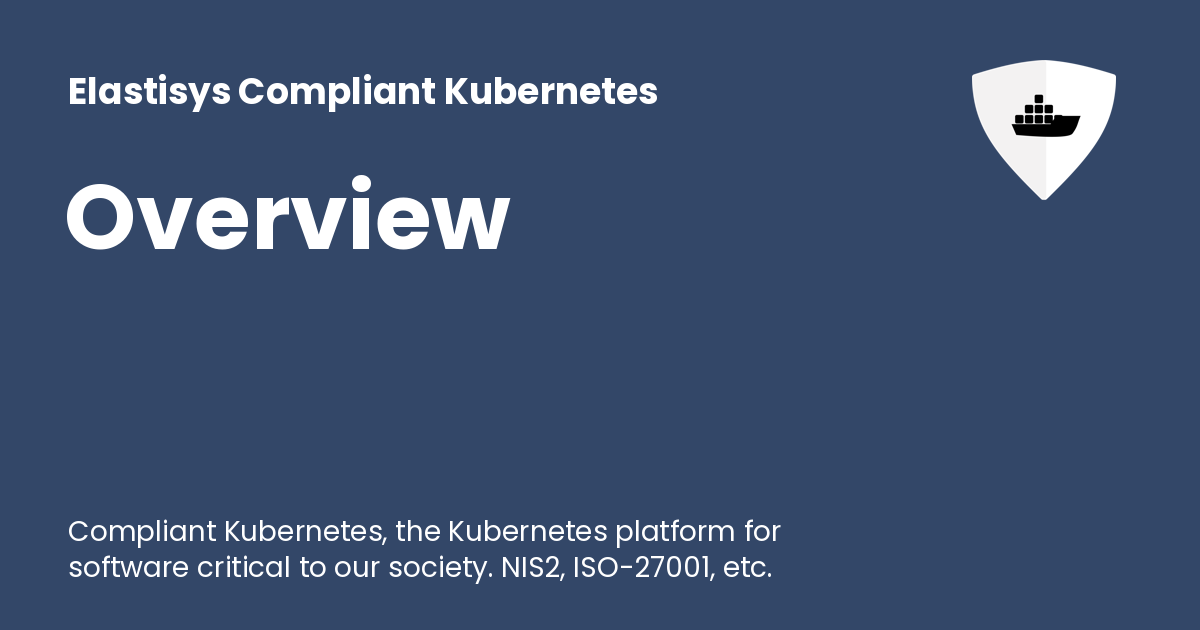 Elastisys Compliant Kubernetes
Overview
Compliant Kubernetes, the Kubernetes platform for
software critical to our society. NIS2, ISO-27001, etc.